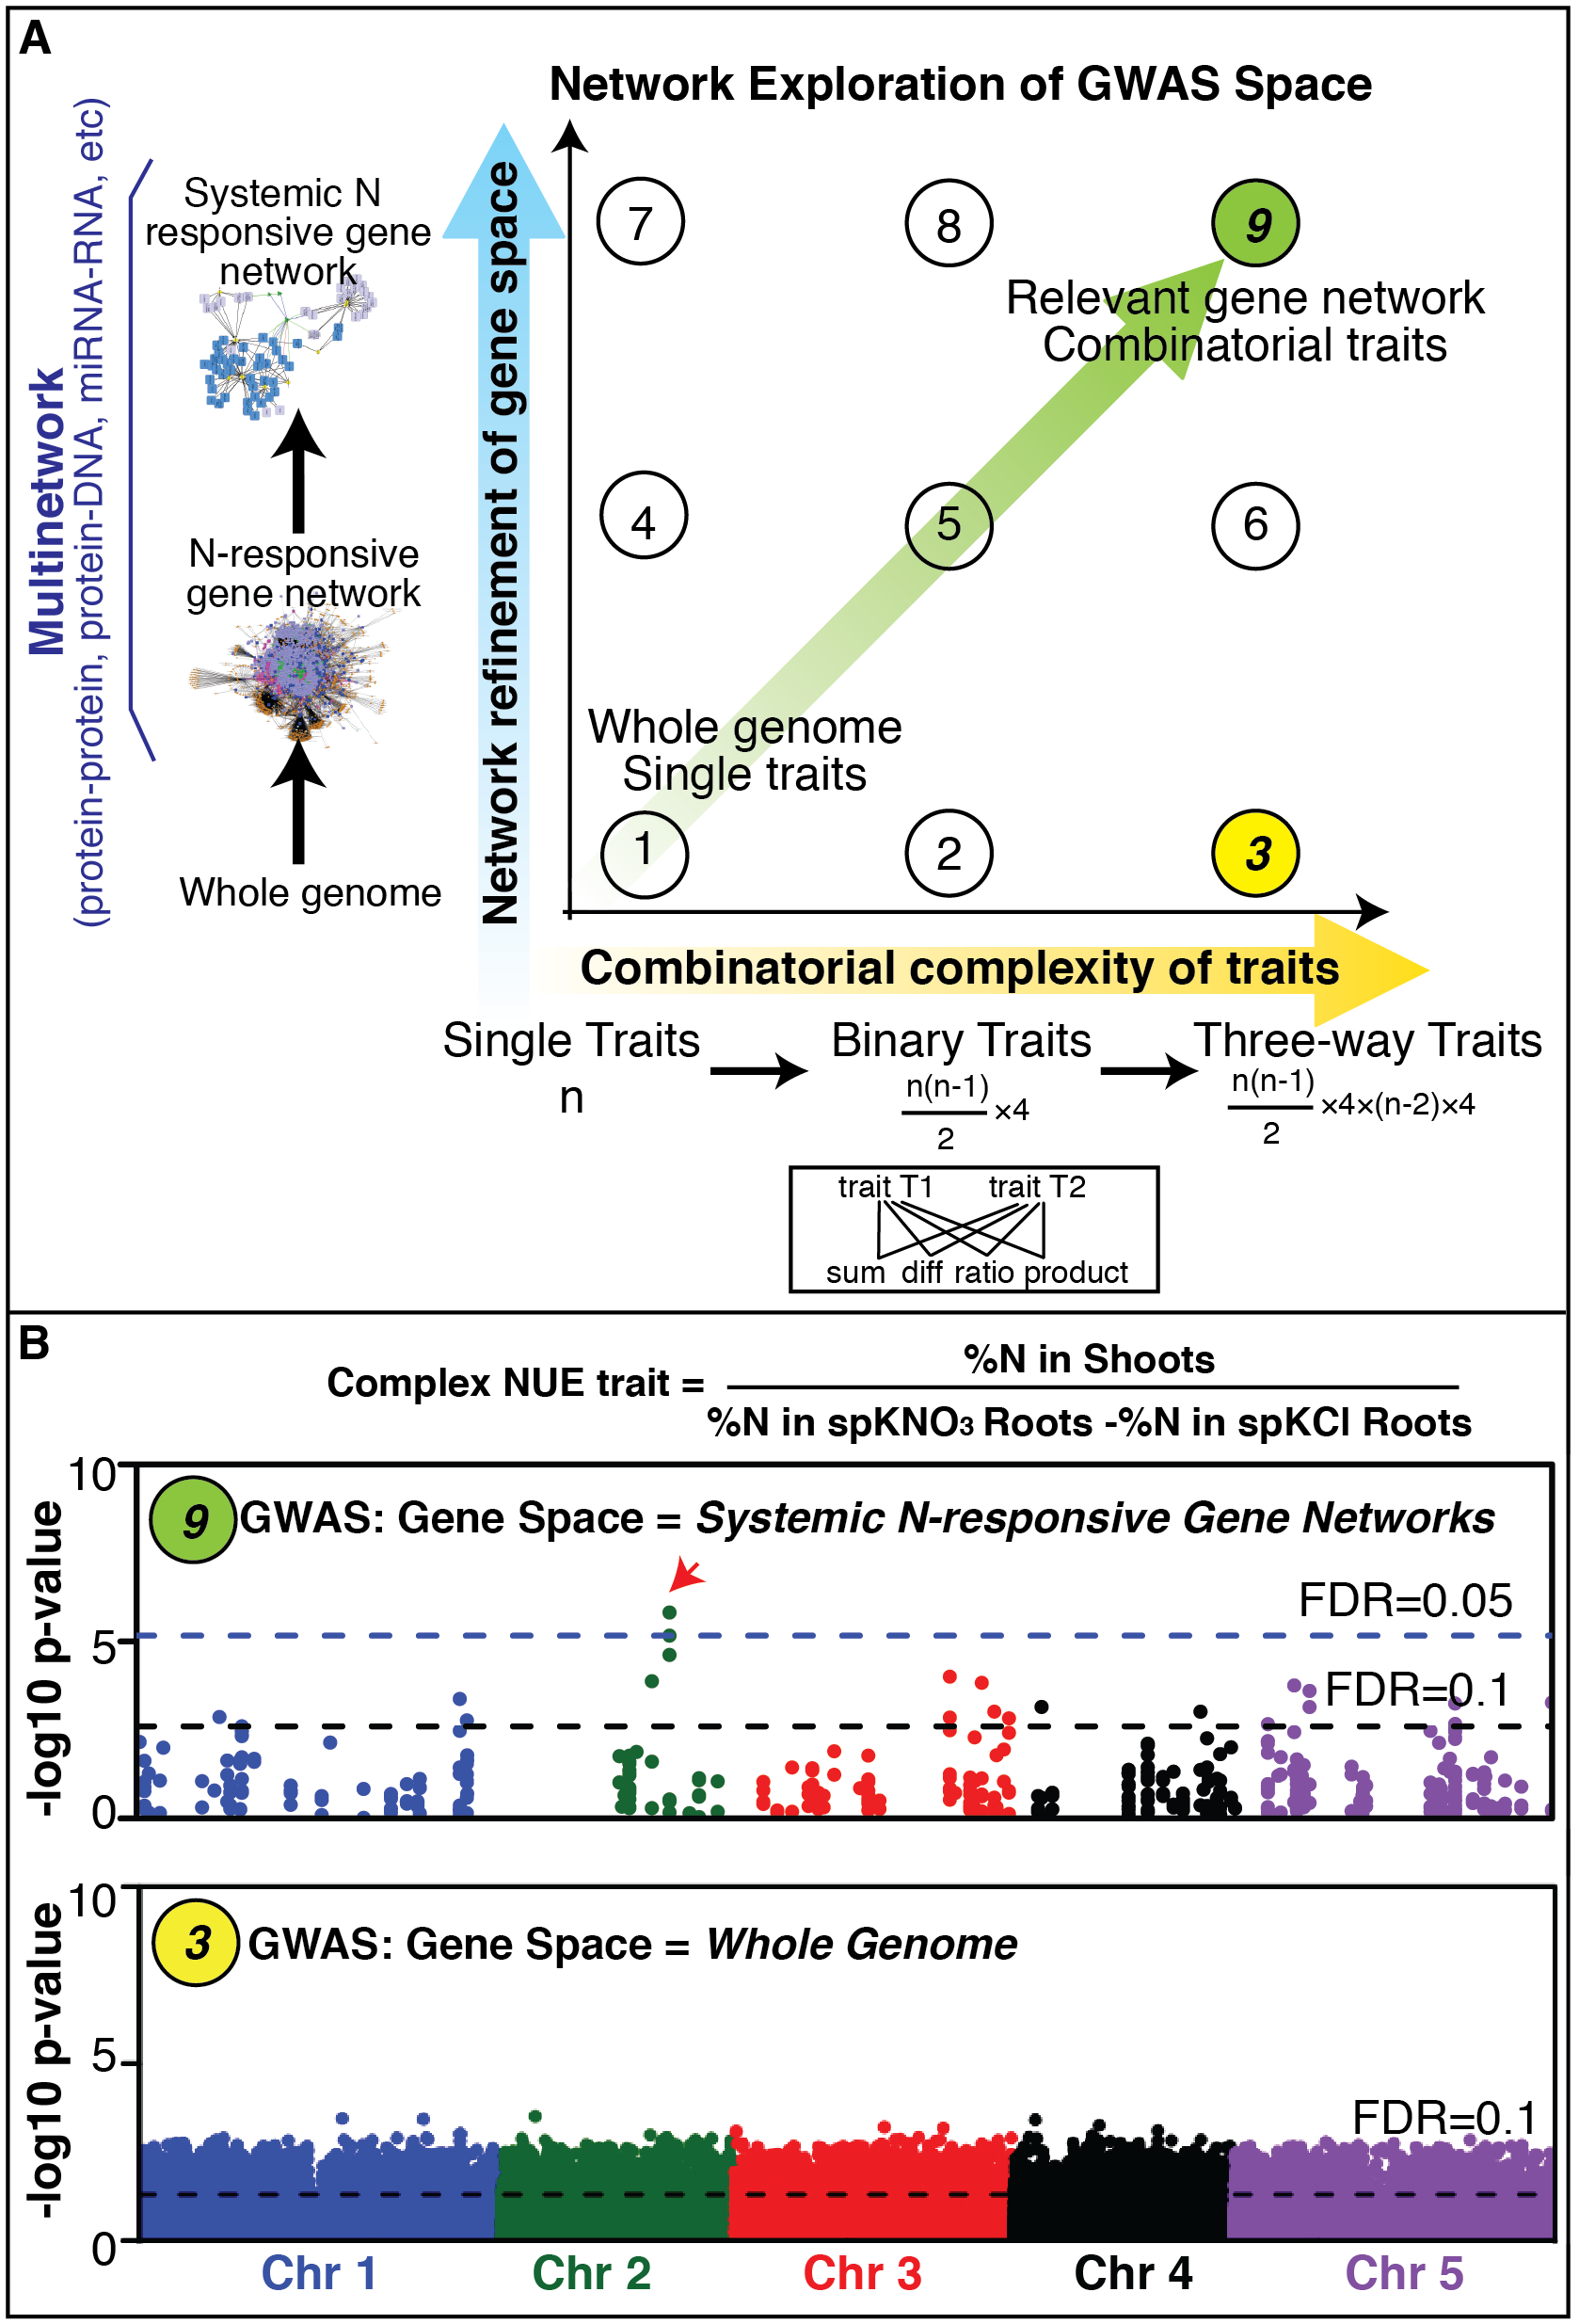 A
Network Exploration of GWAS Space
Multinetwork
(protein-protein, protein-DNA, miRNA-RNA, etc)
Systemic N
responsive gene
network
N-responsive
gene network
Whole genome
Network refinement of gene space
7
8
9
Relevant gene network
Combinatorial traits
4
5
6
Whole genome
Single traits
1
2
3
Combinatorial complexity of traits
Single Traits
n
Binary Traits
n(n-1)
2
×4
Three-way Traits
n(n-1)
2
×4×(n-2)×4
trait T1 trait T2
sum diff ratio product
B
Complex NUE trait =
%N in Shoots
%N in spKNO3 Roots -%N in spKCl Roots
-log10 p-value
10
5
0
9
GWAS: Gene Space = Systemic N-responsive Gene Networks
FDR=0.05
FDR=0.1
-log10 p-value
10
5
0
3
GWAS: Gene Space = Whole Genome
FDR=0.1
Chr 1
Chr 2
Chr 3
Chr 4
Chr 5